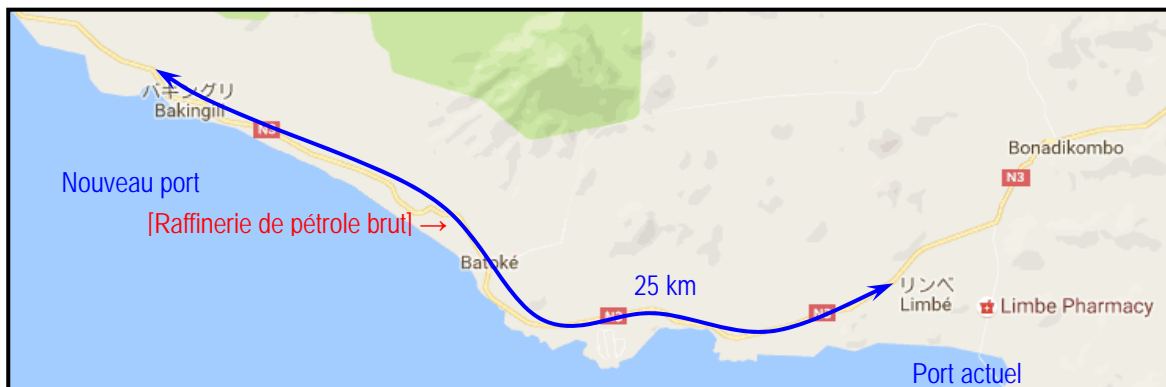 バキングリ
Bakingili
N3
Nouveau port
[Raffinerie de pétrole brut] →
Batoké
25 km
N3
N3
リンベ
Limbé
Limbe Pharmacy
Bonadikombo
N3
Port actuel